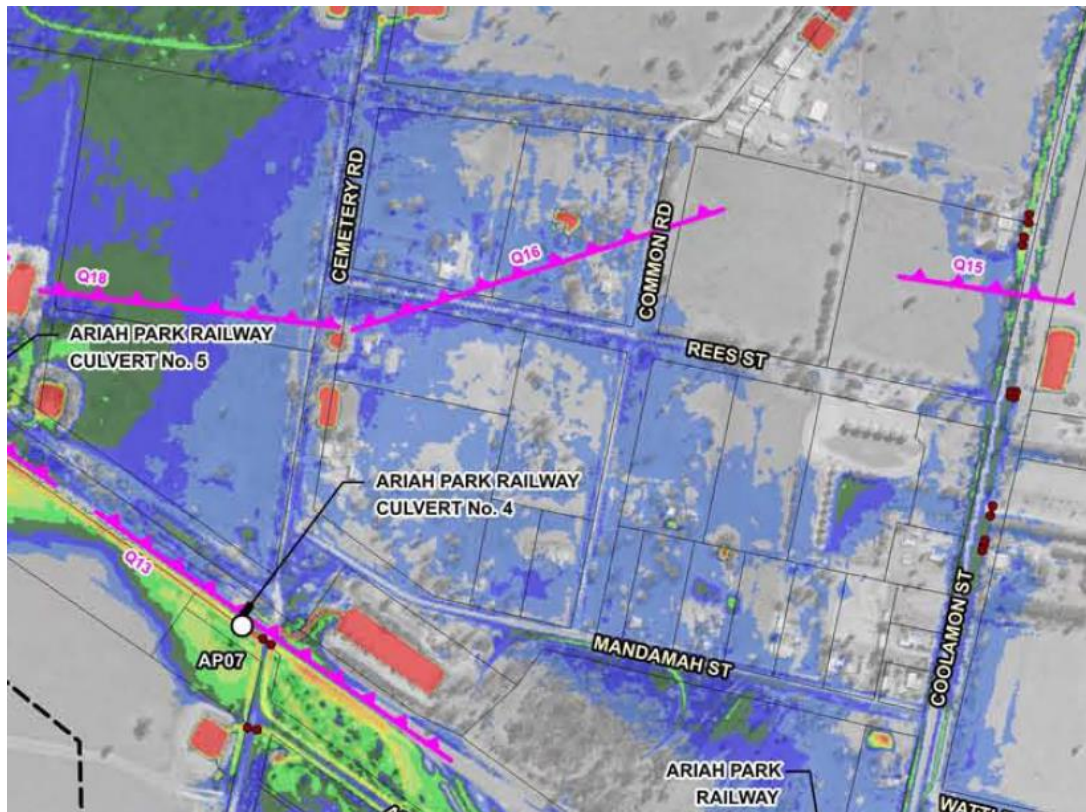 CEMETERY RD
Q16
COMMON RD
Q15
Q18
ARIAH PARK RAILWAY
CULVERT No. 5
REES ST
ARIAH PARK RAILWAY
CULVERT No. 4
Q13
AP07
MANDAMAH ST
COOLAMON ST
ARIAH PARK
RAILWAY